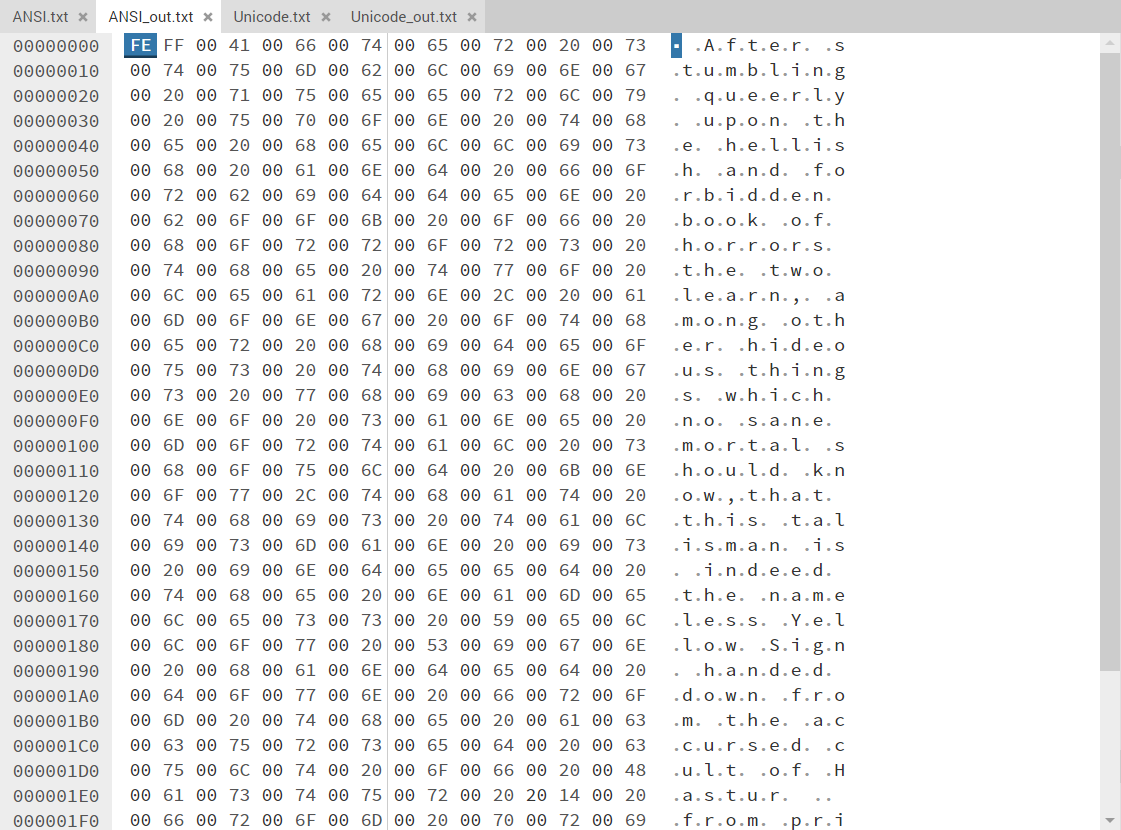 ANSI.txt × ANSI_out.txt × Unicode.txt × Unicode_out.txt ×
00000000 FE FF 00 41 00 66 00 74 00 65 00 72 00 20 00 73 ▪ .A.f.t.e.r. .s
00000010 00 74 00 75 00 6D 00 62 00 6C 00 69 00 6E 00 67 .t.u.m.b.l.i.n.g
00000020 00 20 00 71 00 75 00 65 00 65 00 72 00 6C 00 79 . .q.u.e.e.r.l.y
00000030 00 20 00 75 00 70 00 6F 00 6E 00 20 00 74 00 68 . .u.p.o.n. .t.h
00000040 00 65 00 20 00 68 00 65 00 6C 00 6C 00 69 00 73 .e. .h.e.l.l.i.s
00000050 00 68 00 20 00 61 00 6E 00 64 00 20 00 66 00 6F .h. .a.n.d. .f.o
00000060 00 72 00 62 00 69 00 64 00 64 00 65 00 6E 00 20 .r.b.i.d.d.e.n.
00000070 00 62 00 6F 00 6F 00 6B 00 20 00 6F 00 66 00 20 .b.o.o.k. .o.f.
00000080 00 68 00 6F 00 72 00 72 00 6F 00 72 00 73 00 20 .h.o.r.r.o.r.s.
00000090 00 74 00 68 00 65 00 20 00 74 00 77 00 6F 00 20 .t.h.e. .t.w.o.
000000A0 00 6C 00 65 00 61 00 72 00 6E 00 2C 00 20 00 61 .l.e.a.r.n.,. .a
000000B0 00 6D 00 6F 00 6E 00 67 00 20 00 6F 00 74 00 68 .m.o.n.g. .o.t.h
000000C0 00 65 00 72 00 20 00 68 00 69 00 64 00 65 00 6F .e.r. .h.i.d.e.o
000000D0 00 75 00 73 00 20 00 74 00 68 00 69 00 6E 00 67 .u.s. .t.h.i.n.g
000000E0 00 73 00 20 00 77 00 68 00 69 00 63 00 68 00 20 .s. .w.h.i.c.h.
000000F0 00 6E 00 6F 00 20 00 73 00 61 00 6E 00 65 00 20 .n.o. .s.a.n.e.
00000100 00 6D 00 6F 00 72 00 74 00 61 00 6C 00 20 00 73 .m.o.r.t.a.l. .s
00000110 00 68 00 6F 00 75 00 6C 00 64 00 20 00 6B 00 6E .h.o.u.l.d. .k.n
00000120 00 6F 00 77 00 2C 00 74 00 68 00 61 00 74 00 20 .o.w.,.t.h.a.t.
00000130 00 74 00 68 00 69 00 73 00 20 00 74 00 61 00 6C .t.h.i.s. .t.a.l
00000140 00 69 00 73 00 6D 00 61 00 6E 00 20 00 69 00 73 .i.s.m.a.n. .i.s
00000150 00 20 00 69 00 6E 00 64 00 65 00 65 00 64 00 20 . .i.n.d.e.e.d.
00000160 00 74 00 68 00 65 00 20 00 6E 00 61 00 6D 00 65 .t.h.e. .n.a.m.e
00000170 00 6C 00 65 00 73 00 73 00 20 00 59 00 65 00 6C .l.e.s.s. .Y.e.l
00000180 00 6C 00 6F 00 77 00 20 00 53 00 69 00 67 00 6E .l.o.w. .S.i.g.n
00000190 00 20 00 68 00 61 00 6E 00 64 00 65 00 64 00 20 . .h.a.n.d.e.d.
000001A0 00 64 00 6F 00 77 00 6E 00 20 00 66 00 72 00 6F .d.o.w.n. .f.r.o
000001B0 00 6D 00 20 00 74 00 68 00 65 00 20 00 61 00 63 .m. .t.h.e. .a.c
000001C0 00 63 00 75 00 72 00 73 00 65 00 64 00 20 00 63 .c.u.r.s.e.d. .c
000001D0 00 75 00 6C 00 74 00 20 00 6F 00 66 00 20 00 48 .u.l.t. .o.f. .H
000001E0 00 61 00 73 00 74 00 75 00 72 00 20 20 14 00 20 .a.s.t.u.r.  ..
000001F0 00 66 00 72 00 6F 00 6D 00 20 00 70 00 72 00 69 .f.r.o.m. .p.r.i